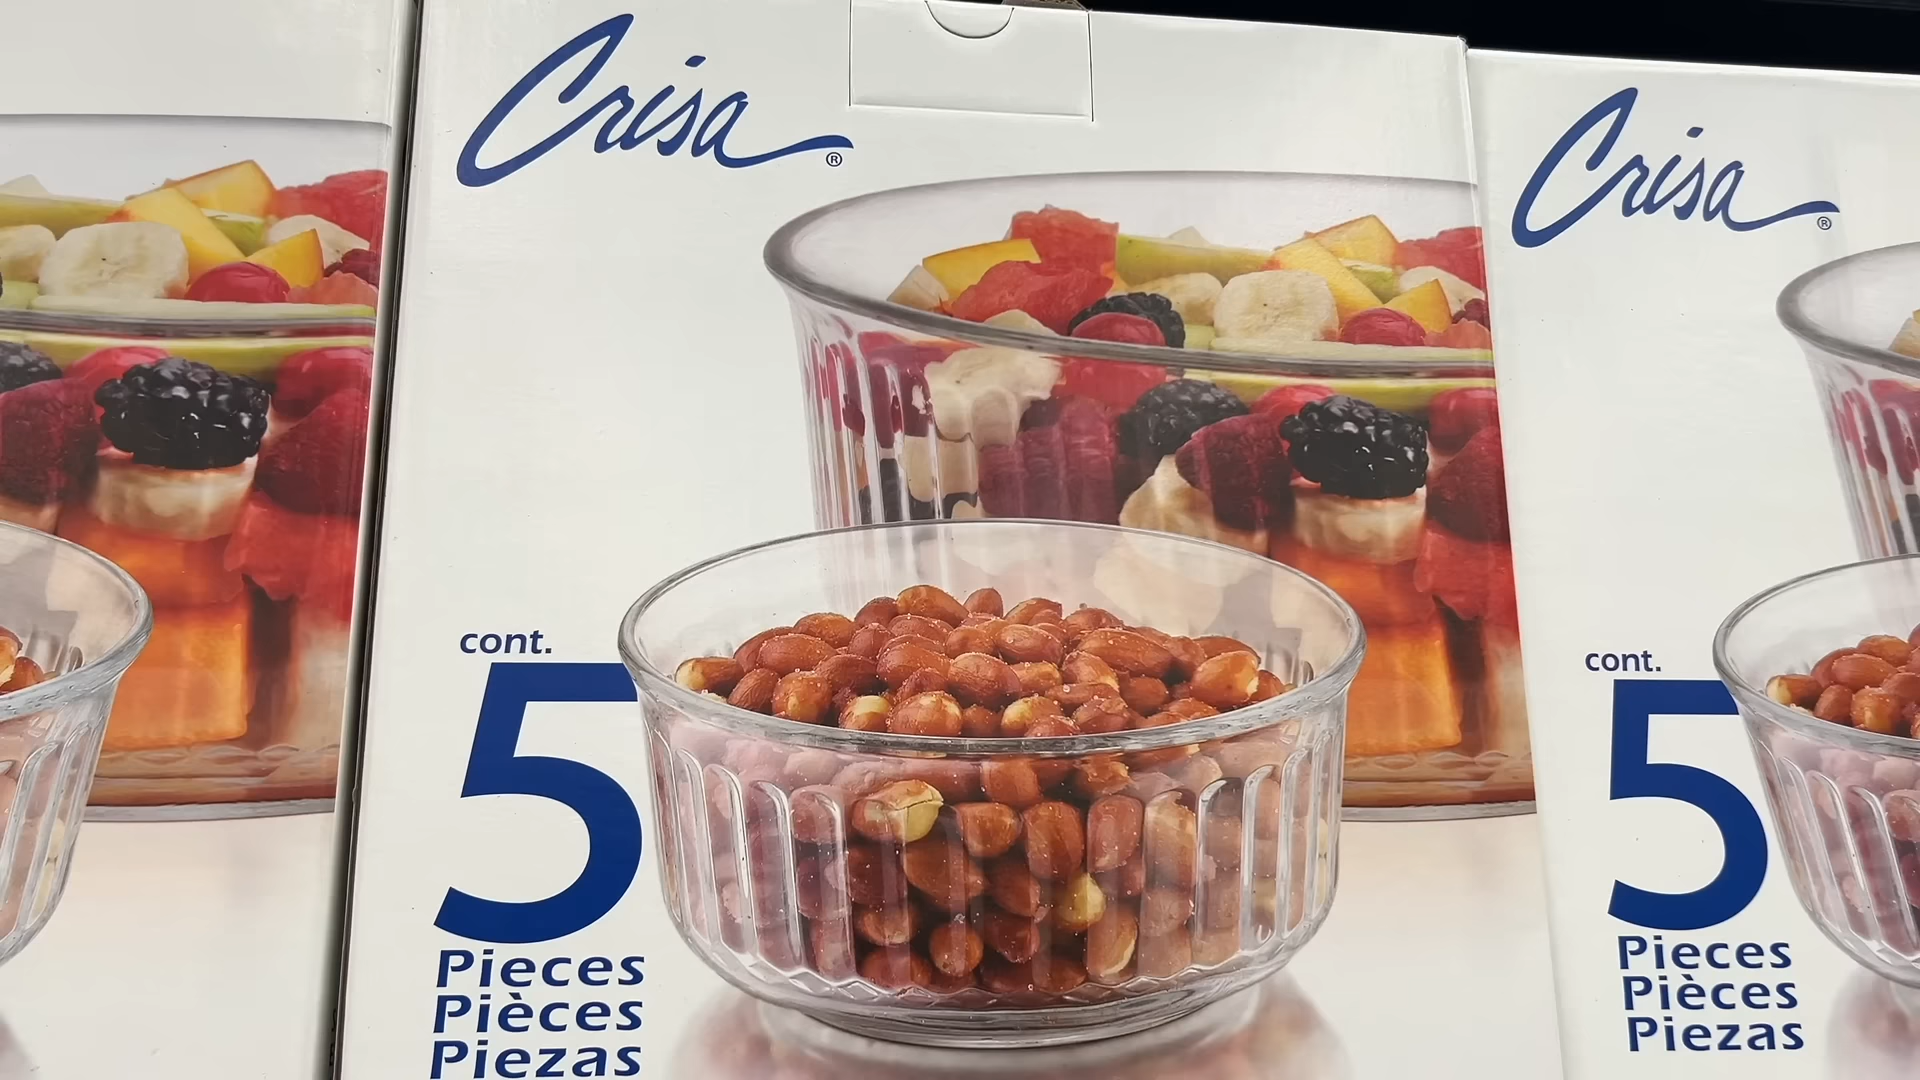 Crisa®
cont.
5
Pieces
Pièces
Piezas
Crisa®
cont.
5
Pieces
Pièces
Piezas